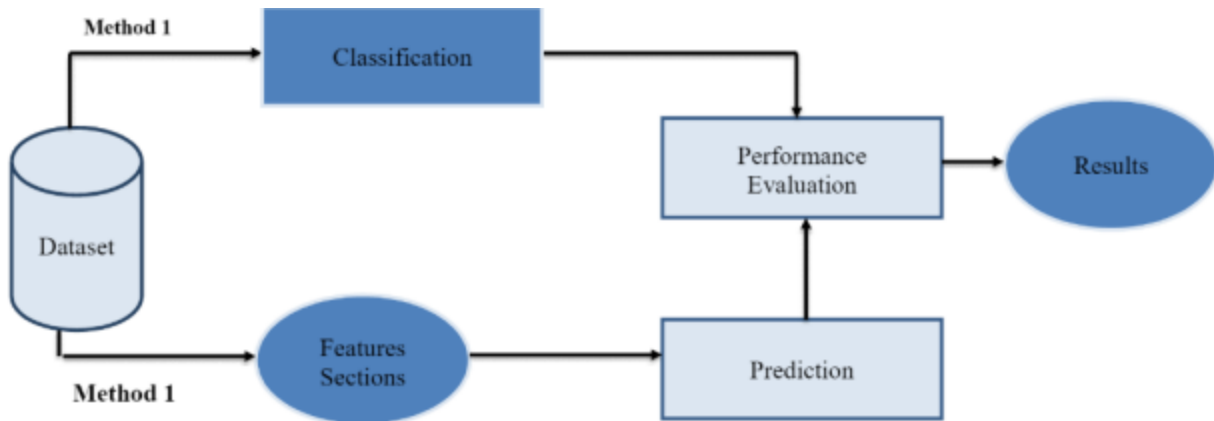 Method 1
Classification
Performance
Evaluation
Results
Dataset
Features
Sections
Prediction
Method 1